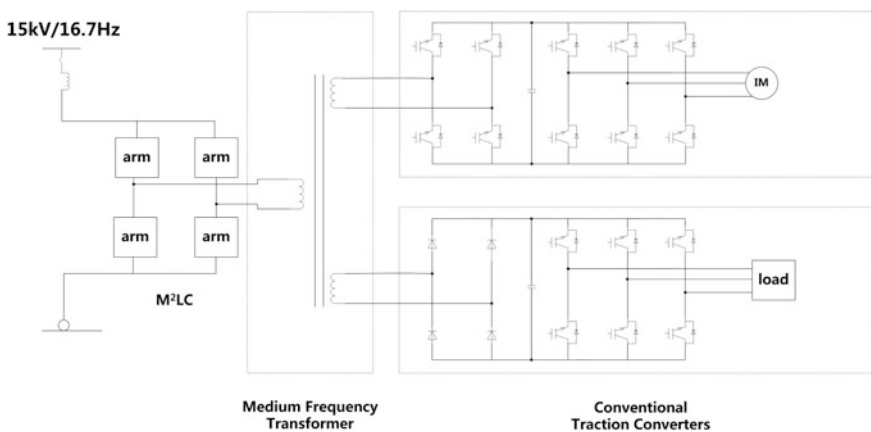 15kV/16.7Hz
arm
arm
arm
arm
M²LC
IM
load
Medium Frequency
Transformer
Conventional
Traction Converters